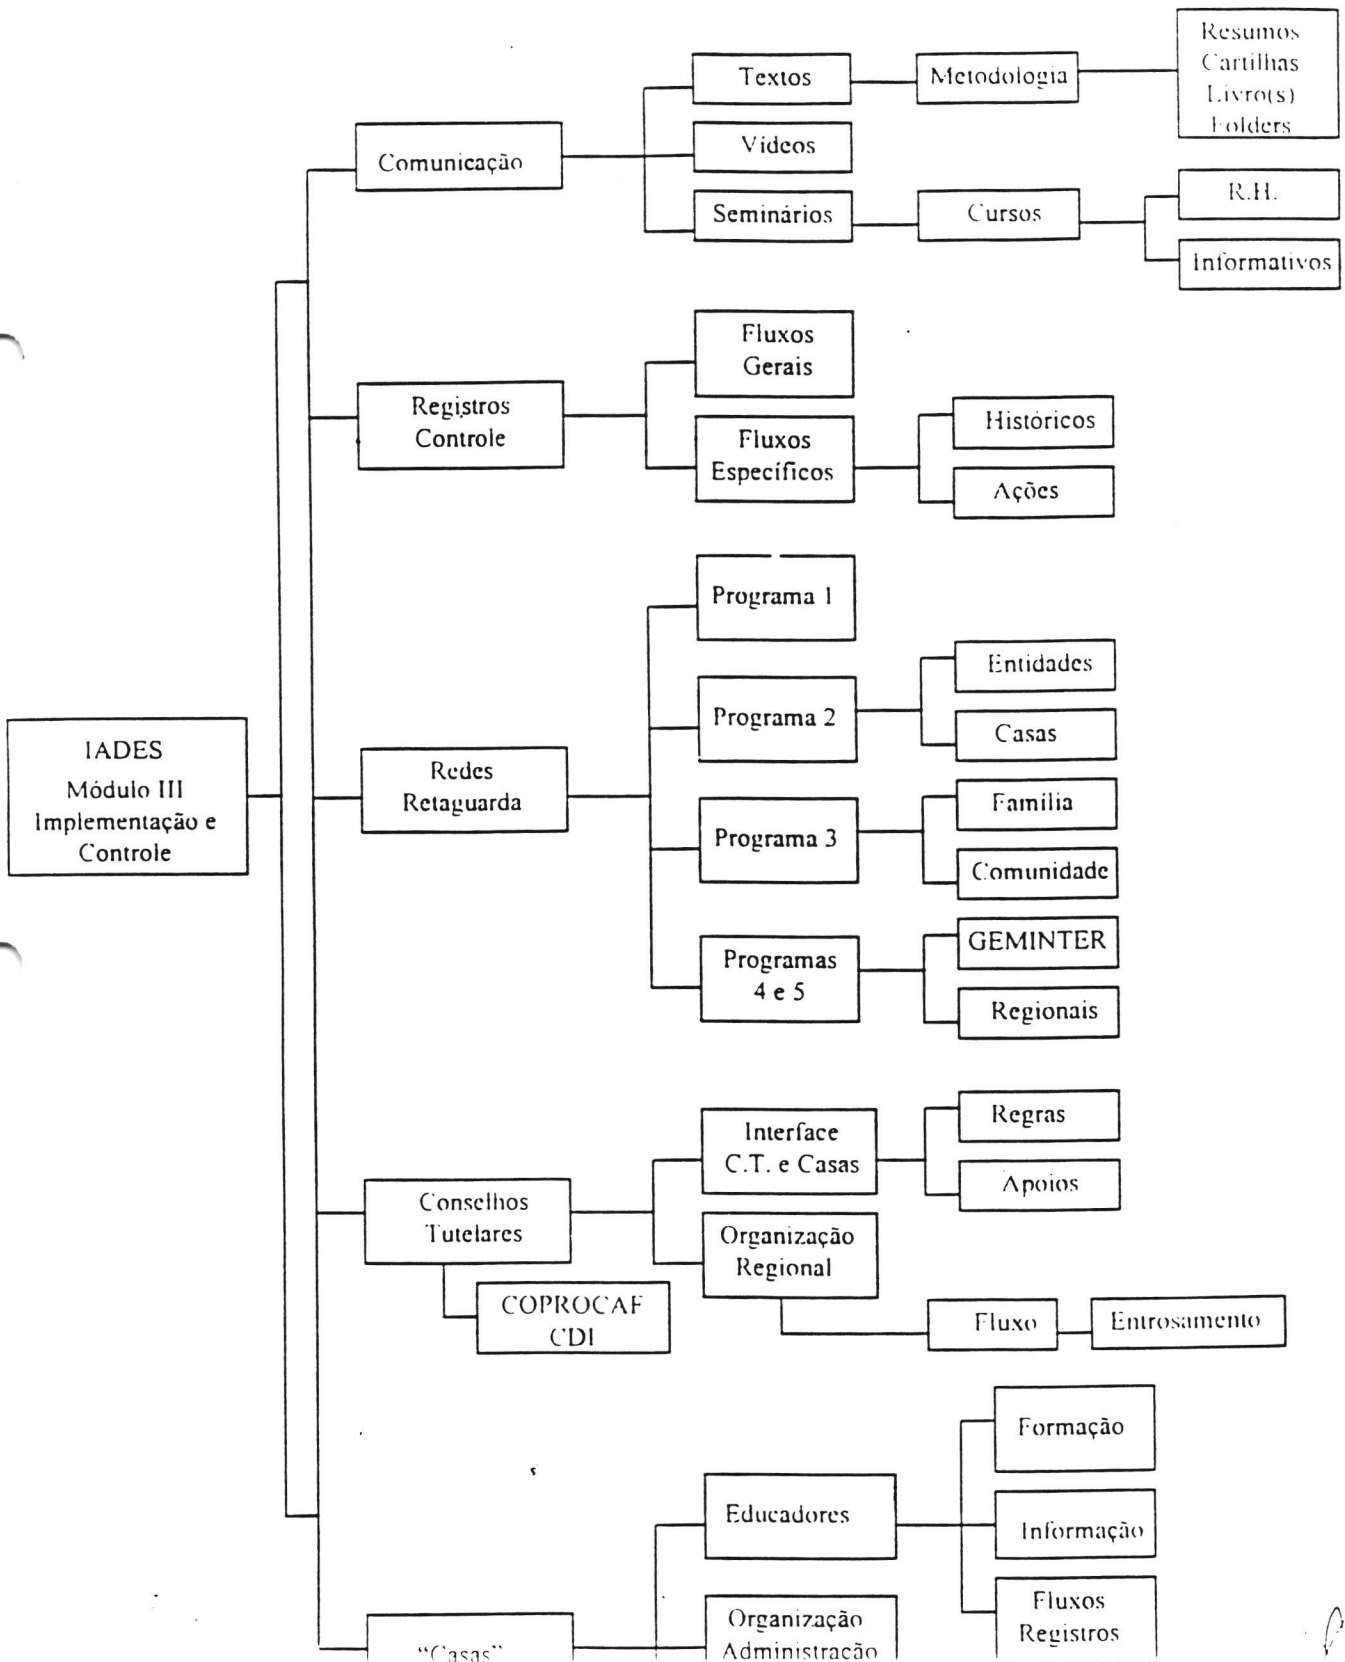 IADES
Módulo III
Implementação e
Controle
Comunicação
Textos
Metodologia
Resumos
Cartilhas
Livro(s)
Folders
Vídeos
Seminários
Cursos
R.H.
Informativos
Registros
Controle
Fluxos
Gerais
Fluxos
Específicos
Históricos
Ações
Redes
Retaguarda
Programa 1
Programa 2
Entidades
Casas
Programa 3
Família
Comunidade
Programas
4 e 5
GEMINTER
Regionais
Conselhos
Tutelares
COPROCAF
CDI
Interface
C.T. e Casas
Regras
Apoios
Organização
Regional
Fluxo
Entrosamento
"Casas"
Educadores
Formação
Informação
Fluxos
Registros
Organização
Administração